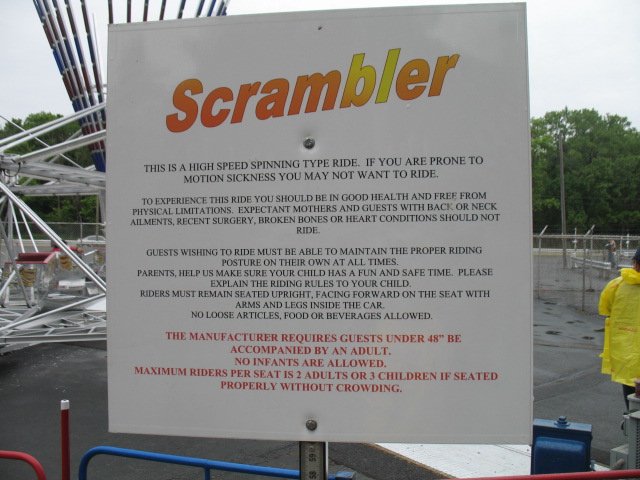 Scrambler
THIS IS A HIGH SPEED SPINNING TYPE RIDE. IF YOU ARE PRONE TO
MOTION SICKNESS YOU MAY NOT WANT TO RIDE.
TO EXPERIENCE THIS RIDE YOU SHOULD BE IN GOOD HEALTH AND FREE FROM
PHYSICAL LIMITATIONS. EXPECTANT MOTHERS AND GUESTS WITH BACK OR NECK
AILMENTS, RECENT SURGERY, BROKEN BONES OR HEART CONDITIONS SHOULD NOT
RIDE.
GUESTS WISHING TO RIDE MUST BE ABLE TO MAINTAIN THE PROPER RIDING
POSTURE ON THEIR OWN AT ALL TIMES.
PARENTS, HELP US MAKE SURE YOUR CHILD HAS A FUN AND SAFE TIME. PLEASE
EXPLAIN THE RIDING RULES TO YOUR CHILD.
RIDERS MUST REMAIN SEATED UPRIGHT, FACING FORWARD ON THE SEAT WITH
ARMS AND LEGS INSIDE THE CAR.
NO LOOSE ARTICLES, FOOD OR BEVERAGES ALLOWED.
THE MANUFACTURER REQUIRES GUESTS UNDER 48" BE
ACCOMPANIED BY AN ADULT.
NO INFANTS ARE ALLOWED.
MAXIMUM RIDERS PER SEAT IS 2 ADULTS OR 3 CHILDREN IF SEATED
PROPERLY WITHOUT CROWDING.
59
58